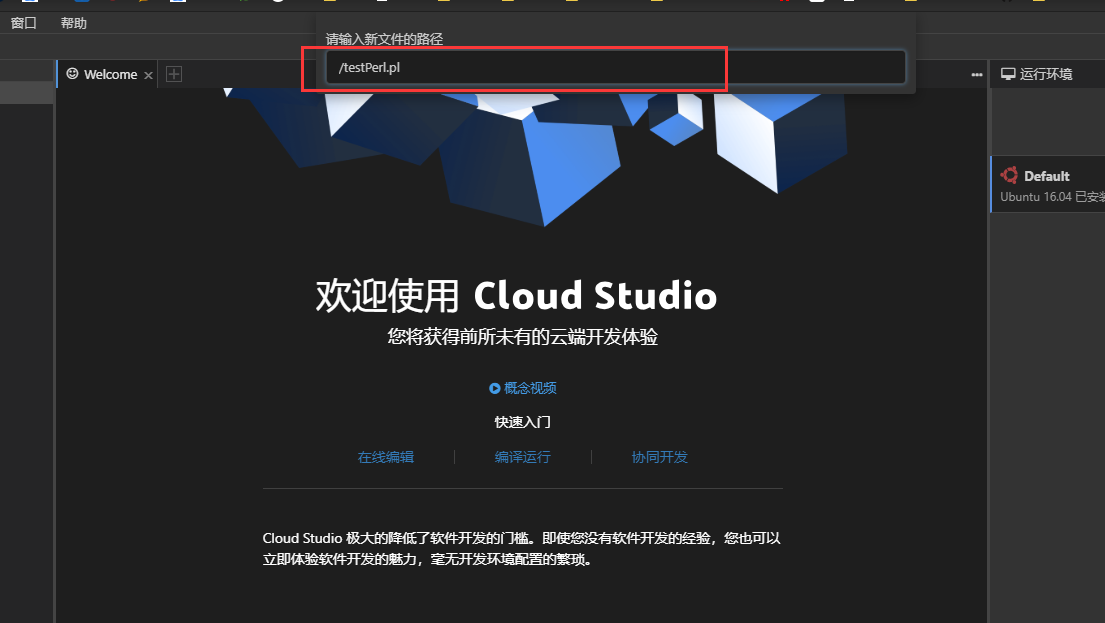 窗口 帮助
请输入新文件的路径
/testPerl.pl
Welcome
运行环境
Default
Ubuntu 16.04 已安装
欢迎使用 Cloud Studio
您将获得前所未有的云端开发体验
概念视频
快速入门
在线编辑 编译运行 协同开发
Cloud Studio 极大的降低了软件开发的门槛。即使您没有软件开发的经验，您也可以
立即体验软件开发的魅力，毫无开发环境配置的繁琐。